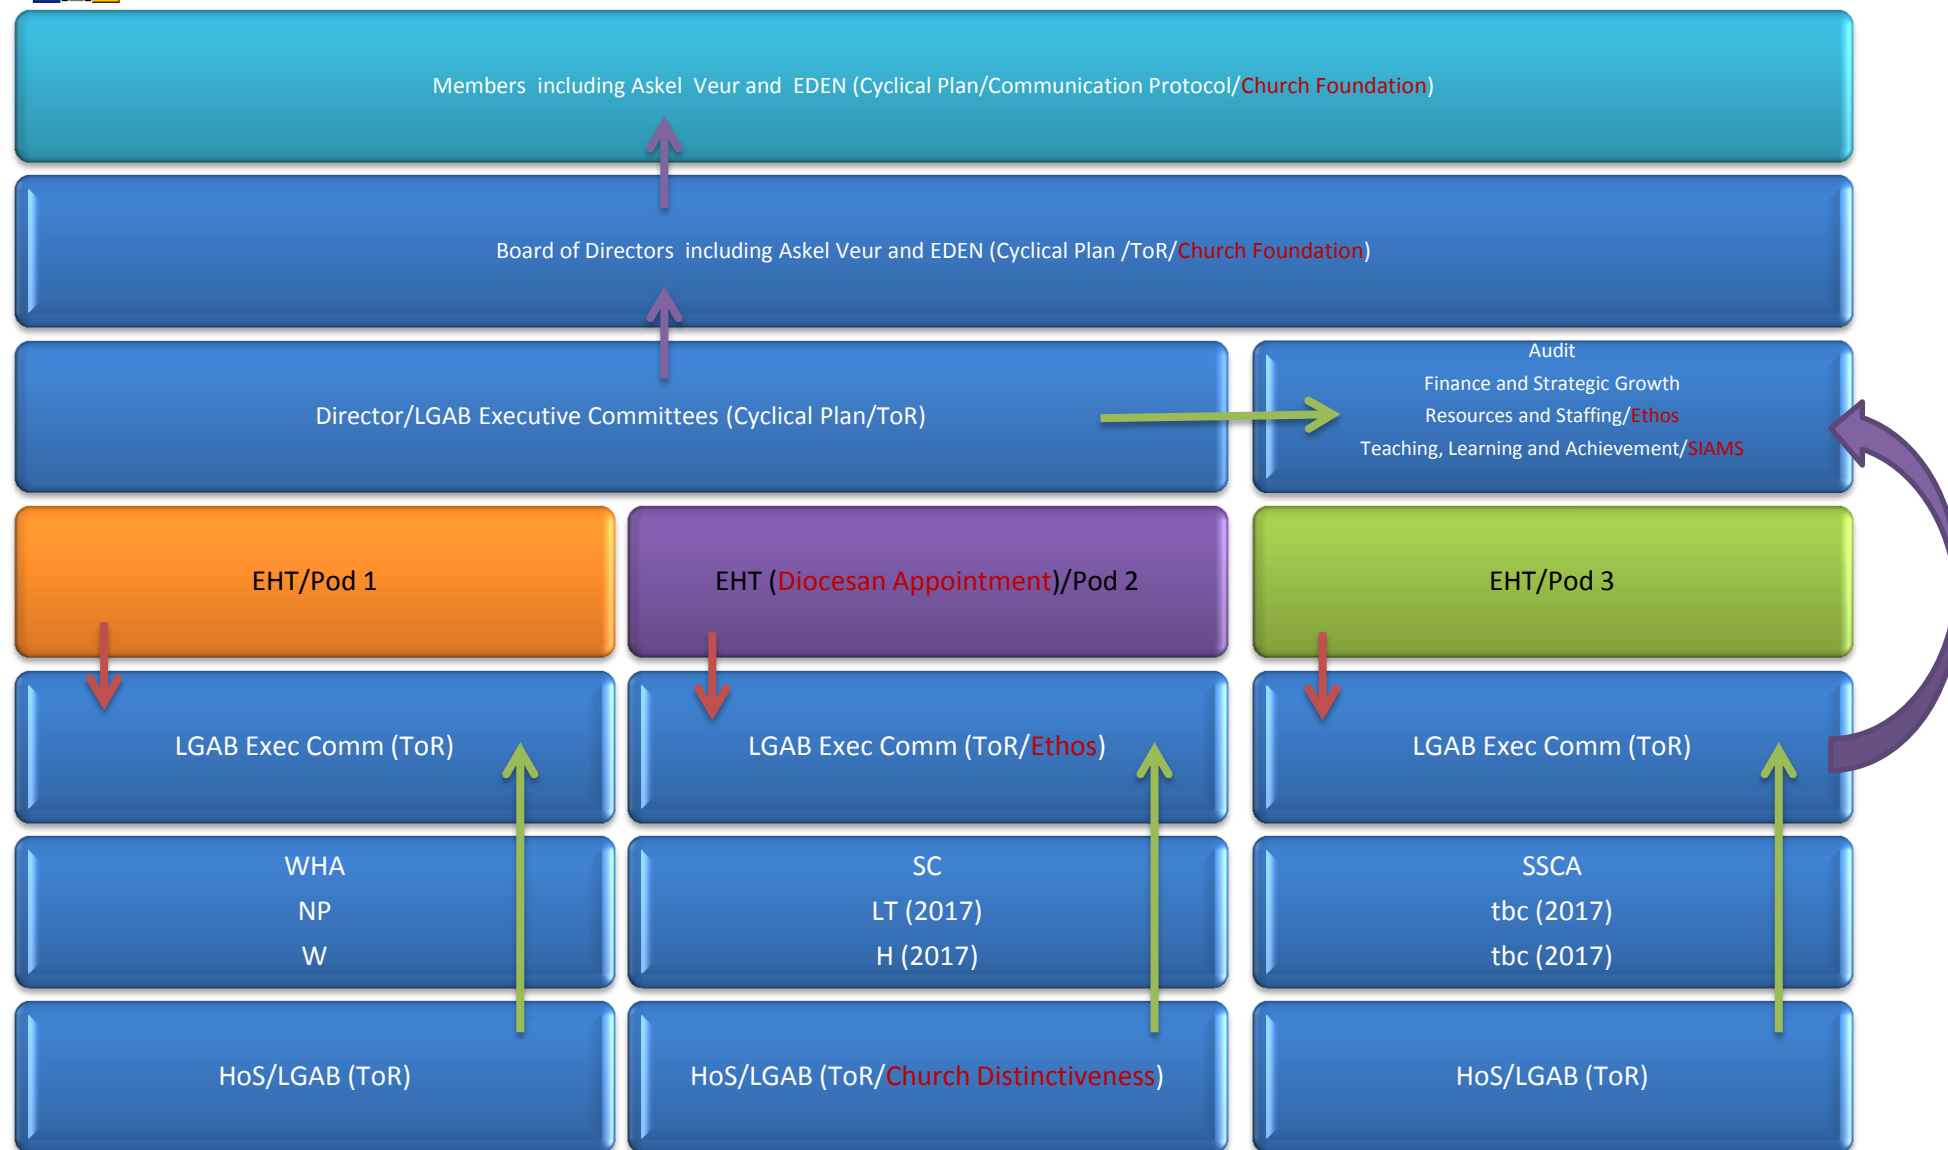 Members including Askel Veur and EDEN (Cyclical Plan/Communication Protocol/Church Foundation)
Board of Directors including Askel Veur and EDEN (Cyclical Plan /ToR/Church Foundation)
Director/LGAB Executive Committees (Cyclical Plan/ToR)
Audit
Finance and Strategic Growth
Resources and Staffing/Ethos
Teaching, Learning and Achievement/SIAMS
EHT/Pod 1
EHT (Diocesan Appointment)/Pod 2
EHT/Pod 3
LGAB Exec Comm (ToR)
LGAB Exec Comm (ToR/Ethos)
LGAB Exec Comm (ToR)
WHA
NP
W
SC
LT (2017)
H (2017)
SSCA
tbc (2017)
tbc (2017)
HoS/LGAB (ToR)
HoS/LGAB (ToR/Church Distinctiveness)
HoS/LGAB (ToR)